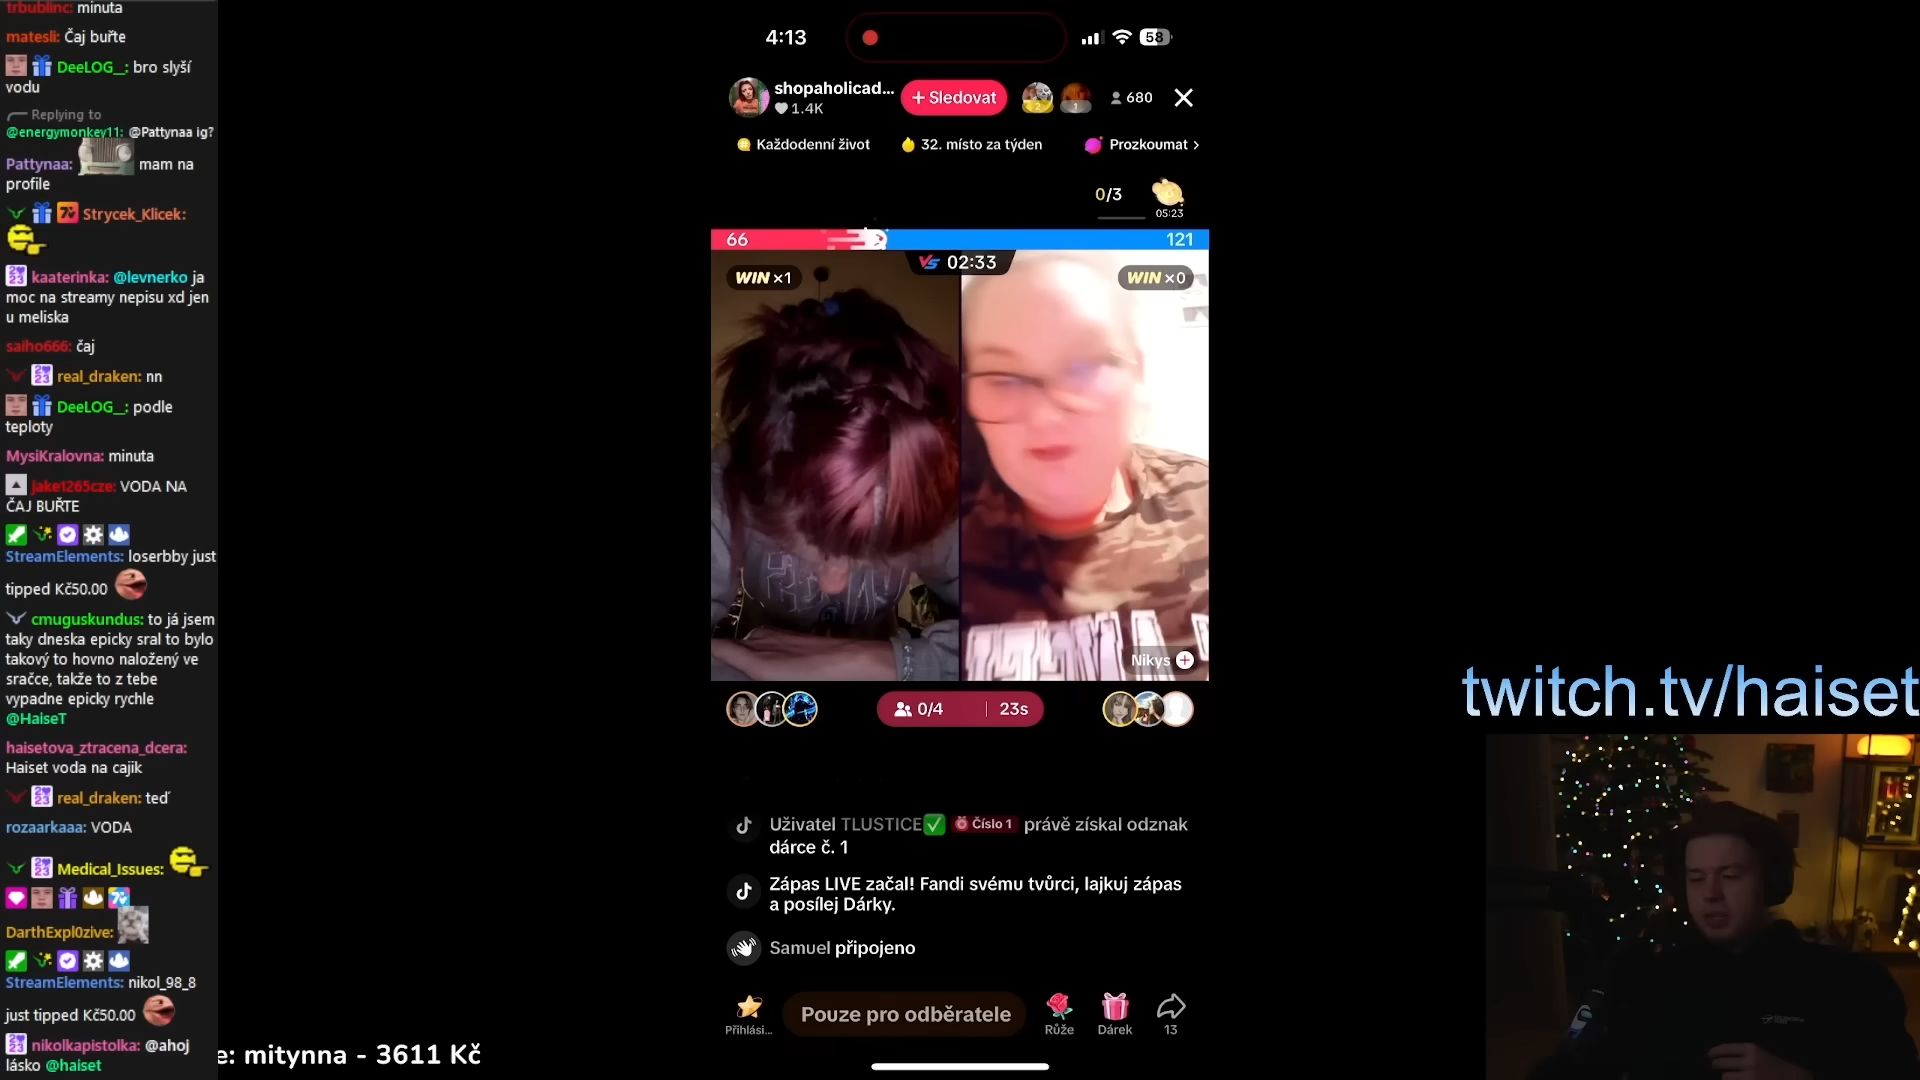 trbublinc: minuta
matesli: Čaj buřte
DeeLOG_: bro slyší
vodu
Replying to
@energymonkey11: @Pattynaa ig?
Pattynaa: mam na
profile
Strycek_Klicek:
kaaterinka: @levnerko ja
moc na streamy nepisu xd jen
u meliska
saiho666: čaj
real_draken: nn
DeeLOG_: podle
teploty
MysiKralovna: minuta
jake1265cze: VODA NA
ČAJ BUŘTE
StreamElements: loserbby just
tipped Kč50.00
cmuguskundus: to já jsem
taky dneska epicky sral to bylo
takový to hovno naložený ve
sračce, takže to z tebe
vypadne epicky rychle
@HaiseT
haisetova_ztracena_dcera:
Haiset voda na cajik
real_draken: teď
rozaarkaaa: VODA
Medical_Issues:
DarthExpl0zive:
StreamElements: nikol_98_8
just tipped Kč50.00
nikolkapistolka: @ahoj
lásko @haiset
e: mitynna - 3611 Kč
4:13
58
shopaholicad...
1.4K
+ Sledovat
2
1
680
Každodenní život
32. místo za týden
Prozkoumat >
0/3
05:23
66
121
VS 02:33
WIN ×1
WIN ×0
Nikys
0/4
23s
Uživatel TLUSTICE✅ Číslo 1 právě získal odznak
dárce č. 1
Zápas LIVE začal! Fandi svému tvůrci, lajkuj zápas
a posílej Dárky.
Samuel připojeno
Přihlási...
Pouze pro odběratele
Růže
Dárek
13
twitch.tv/haiset